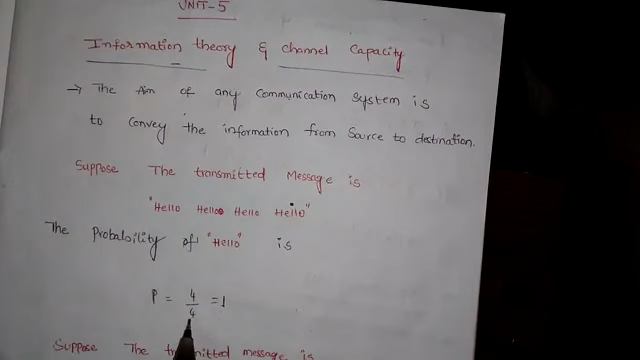 UNIT-5
Information theory & channel Capacity
→ The Aim of any Communication system is
to convey the information from Source to destination.
Suppose The transmitted Message is
"Hello Helloo Hello Hello"
The Probability of "Hello" is
P = 4/4 = 1
Suppose The transmitted message is